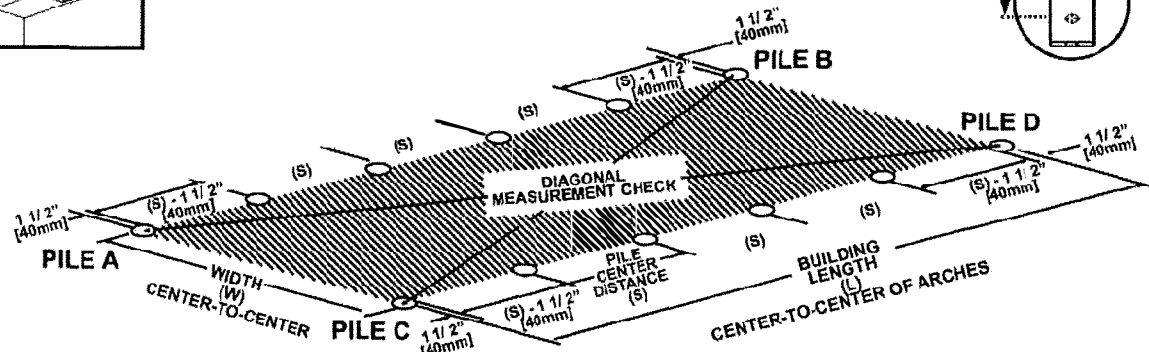 1 1/2"
[40mm]
PILE B
(S) - 1 1/2"
[40mm]
(S)
(S)
(S)
PILE D
1 1/2"
[40mm]
(S) - 1 1/2"
[40mm]
DIAGONAL
MEASUREMENT CHECK
(S) - 1 1/2"
[40mm]
1 1/2"
[40mm]
PILE A
(S)
(S)
WIDTH
(W)
CENTER-TO-CENTER
PILE
CENTER
DISTANCE
(S)
BUILDING
LENGTH
(L)
CENTER-TO-CENTER OF ARCHES
(S) - 1 1/2"
[40mm]
PILE C
1 1/2"
[40mm]